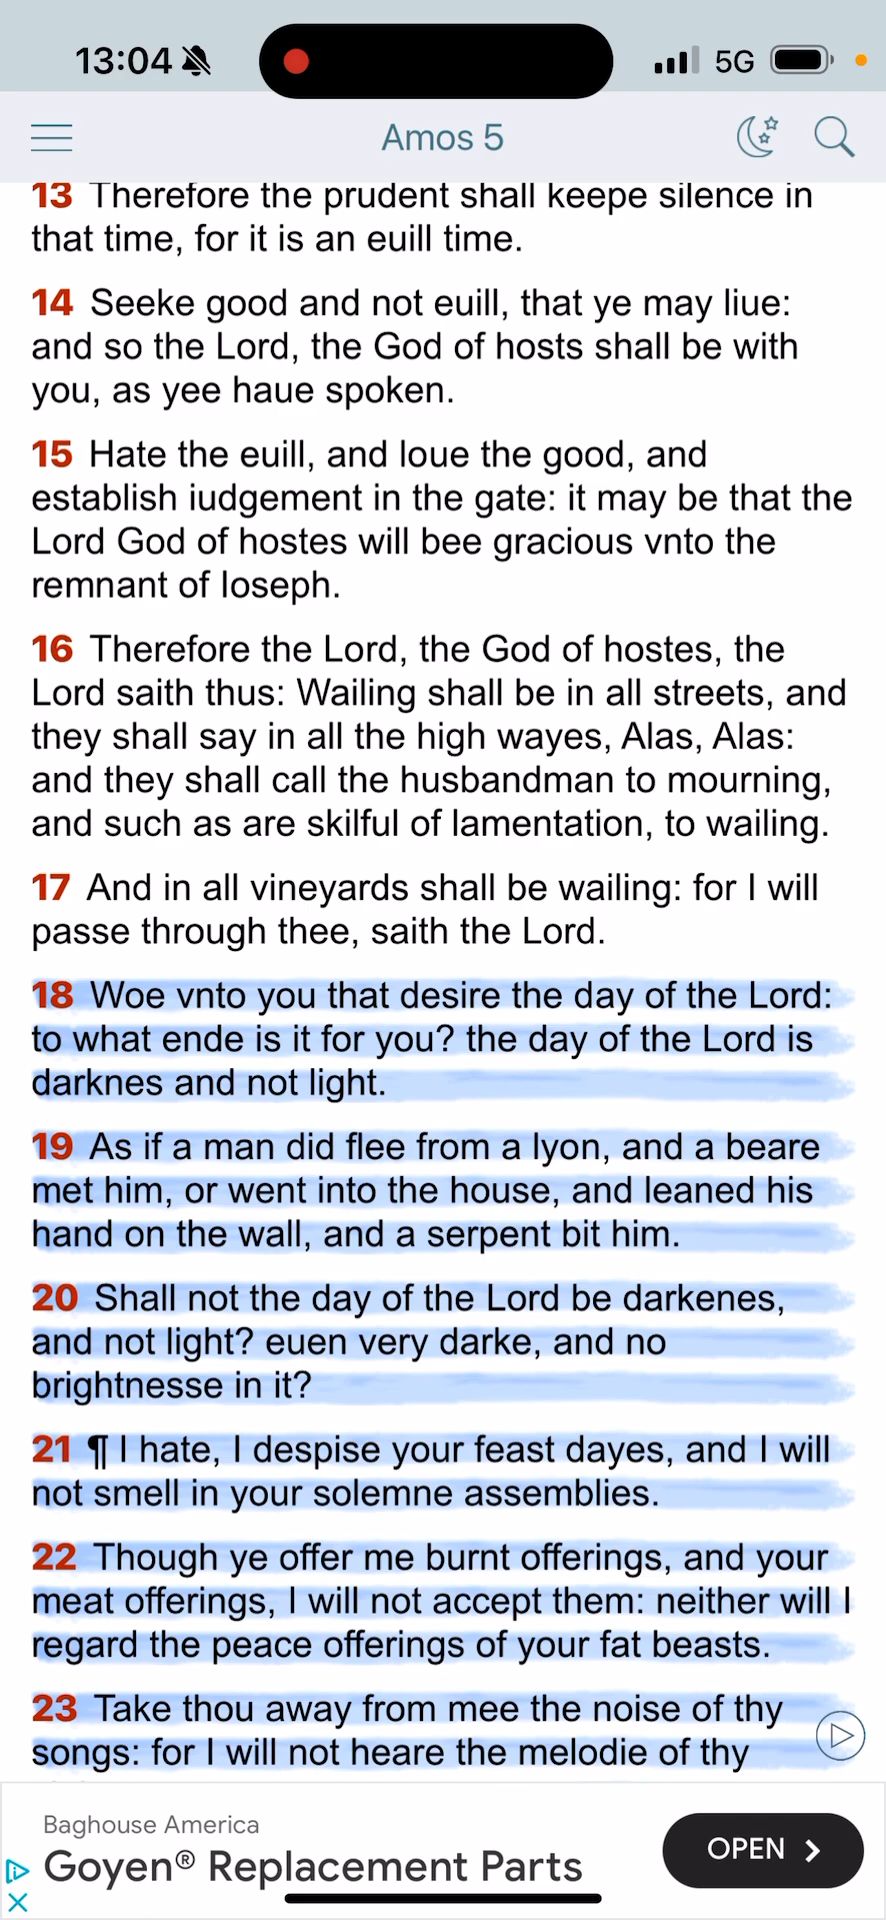 13:04
5G
Amos 5
13 Therefore the prudent shall keepe silence in
that time, for it is an euill time.
14 Seeke good and not euill, that ye may liue:
and so the Lord, the God of hosts shall be with
you, as yee haue spoken.
15 Hate the euill, and loue the good, and
establish iudgement in the gate: it may be that the
Lord God of hostes will bee gracious vnto the
remnant of Ioseph.
16 Therefore the Lord, the God of hostes, the
Lord saith thus: Wailing shall be in all streets, and
they shall say in all the high wayes, Alas, Alas:
and they shall call the husbandman to mourning,
and such as are skilful of lamentation, to wailing.
17 And in all vineyards shall be wailing: for I will
passe through thee, saith the Lord.
18 Woe vnto you that desire the day of the Lord:
to what ende is it for you? the day of the Lord is
darknes and not light.
19 As if a man did flee from a lyon, and a beare
met him, or went into the house, and leaned his
hand on the wall, and a serpent bit him.
20 Shall not the day of the Lord be darkenes,
and not light? euen very darke, and no
brightnesse in it?
21 ¶ I hate, I despise your feast dayes, and I will
not smell in your solemne assemblies.
22 Though ye offer me burnt offerings, and your
meat offerings, I will not accept them: neither will I
regard the peace offerings of your fat beasts.
23 Take thou away from mee the noise of thy
songs: for I will not heare the melodie of thy
Baghouse America
Goyen® Replacement Parts
OPEN